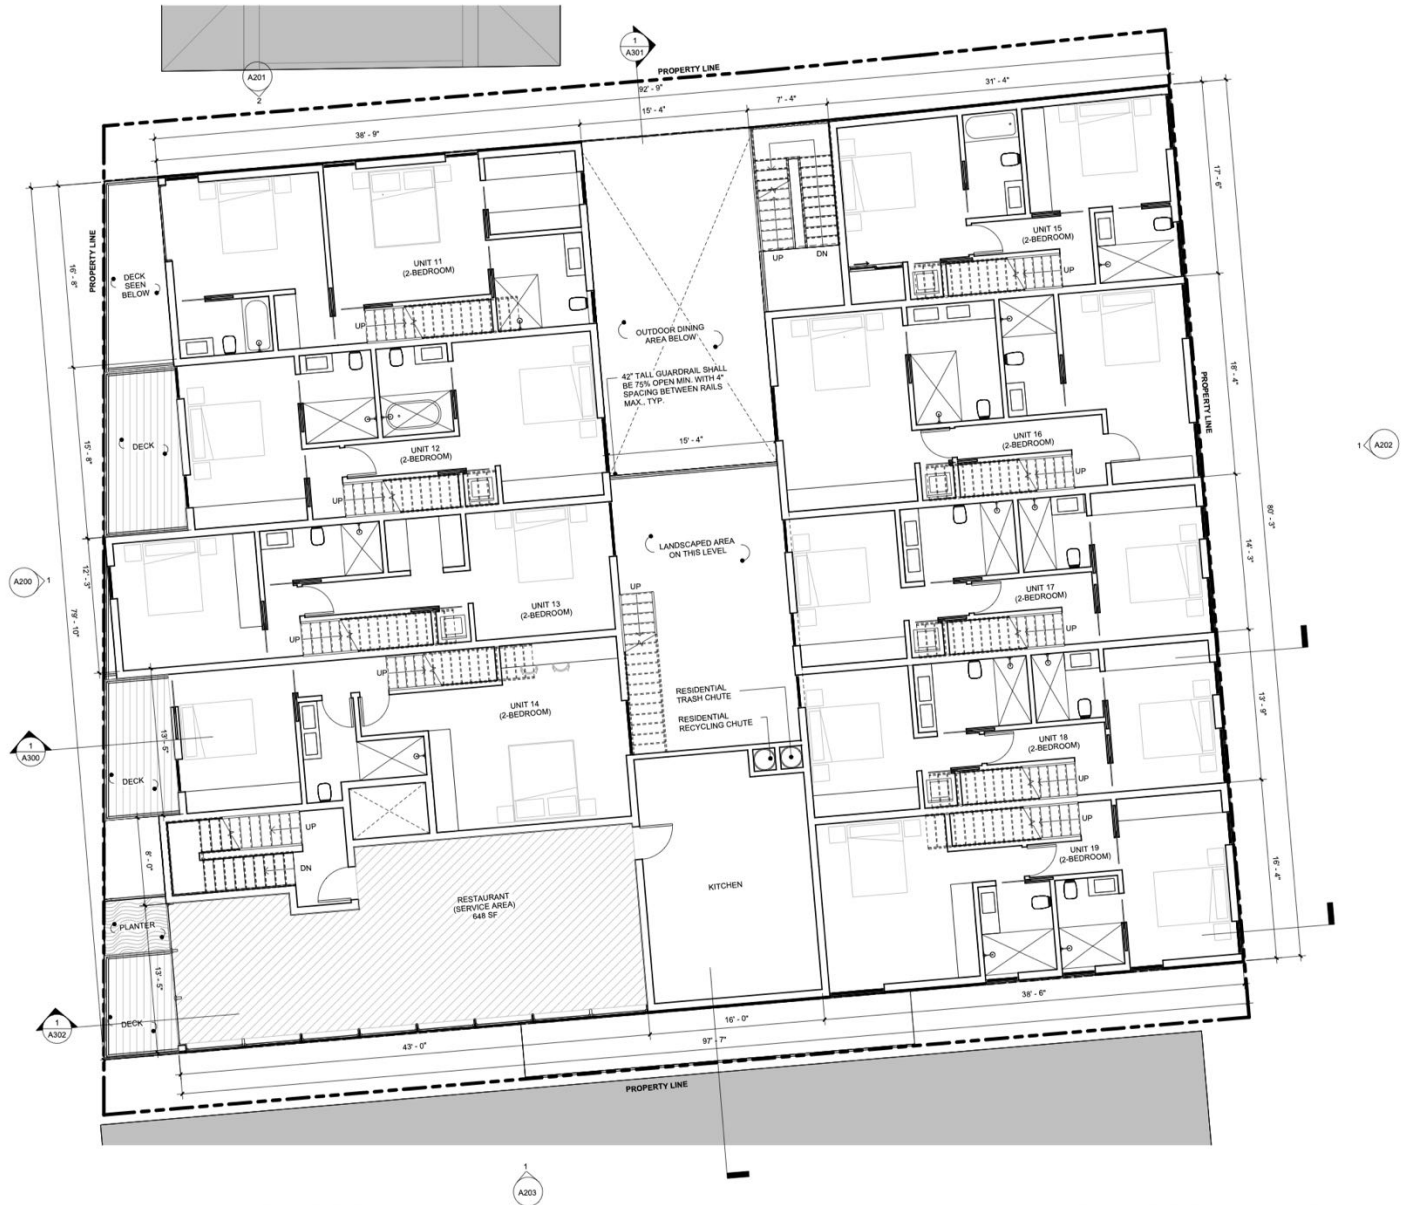 1
A301
A201
2
PROPERTY LINE
92' - 9"
31' - 4"
7' - 4"
15' - 4"
38' - 9"
17' - 6"
PROPERTY LINE
16' - 8"
DECK
SEEN
BELOW
UNIT 11
(2-BEDROOM)
UP
UP
DN
UNIT 15
(2-BEDROOM)
UP
OUTDOOR DINING
AREA BELOW
42" TALL GUARDRAIL SHALL
BE 75% OPEN MIN. WITH 4"
SPACING BETWEEN RAILS
MAX., TYP.
18' - 4"
PROPERTY LINE
DECK
15' - 8"
UNIT 12
(2-BEDROOM)
UP
15' - 4"
UNIT 16
(2-BEDROOM)
UP
1
A202
80' - 3"
LANDSCAPED AREA
ON THIS LEVEL
14' - 3"
A200
1
12' - 3"
79' - 10"
UNIT 13
(2-BEDROOM)
UP
UP
UNIT 17
(2-BEDROOM)
UP
UP
UNIT 14
(2-BEDROOM)
RESIDENTIAL
TRASH CHUTE
RESIDENTIAL
RECYCLING CHUTE
13' - 9"
1
A300
13' - 5"
DECK
UNIT 18
(2-BEDROOM)
UP
UP
DN
8' - 0"
UP
UNIT 19
(2-BEDROOM)
16' - 4"
RESTAURANT
(SERVICE AREA)
648 SF
KITCHEN
PLANTER
13' - 5"
DECK
1
A302
38' - 6"
16' - 0"
43' - 0"
97' - 7"
PROPERTY LINE
1
A203